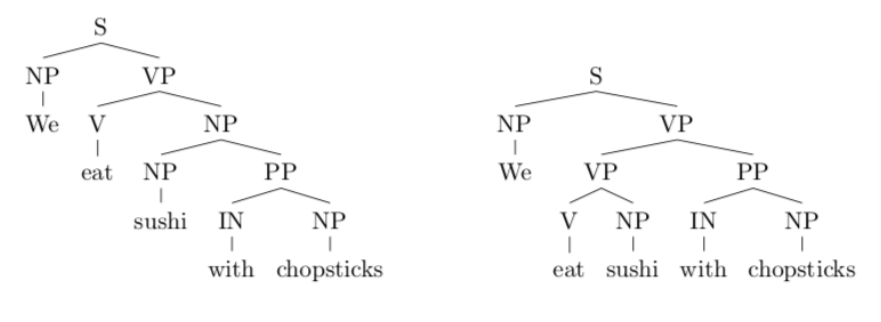 S
NP VP
We V NP
eat NP PP
sushi IN NP
with chopsticks
S
NP VP
We VP PP
V NP IN NP
eat sushi with chopsticks